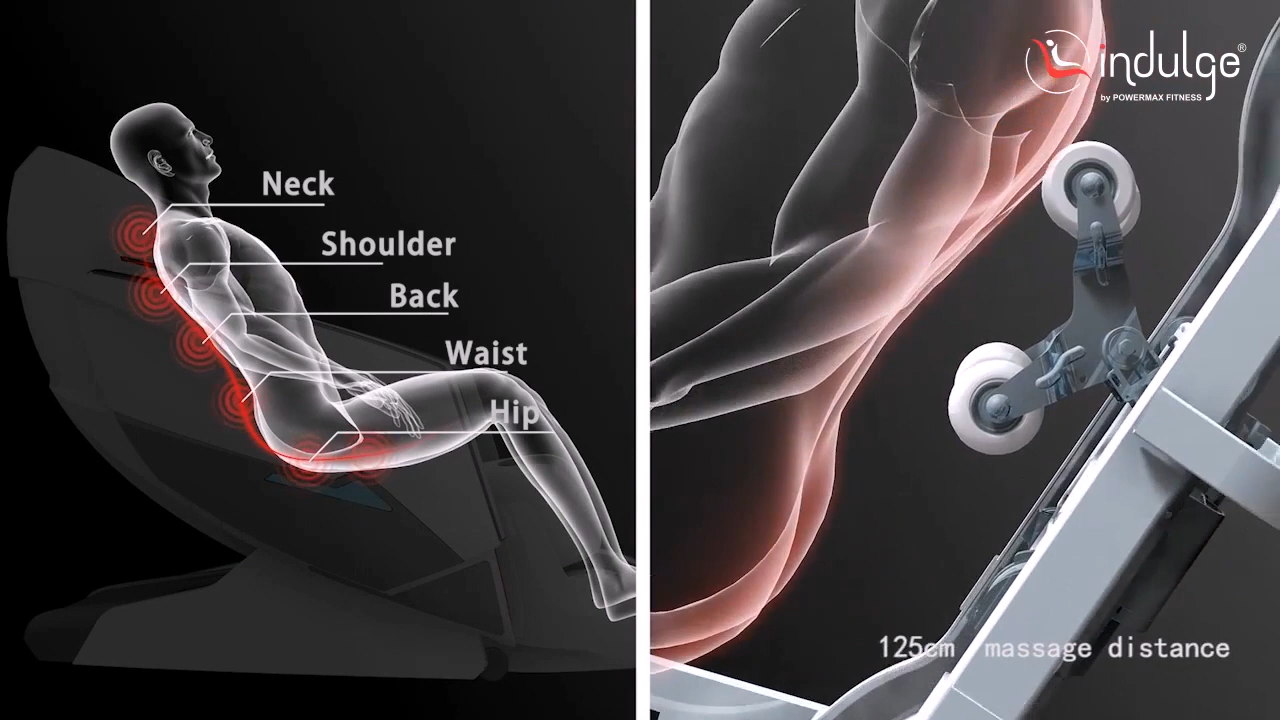 Neck
Shoulder
Back
Waist
Hip
indulge®
by POWERMAX FITNESS
125cm massage distance